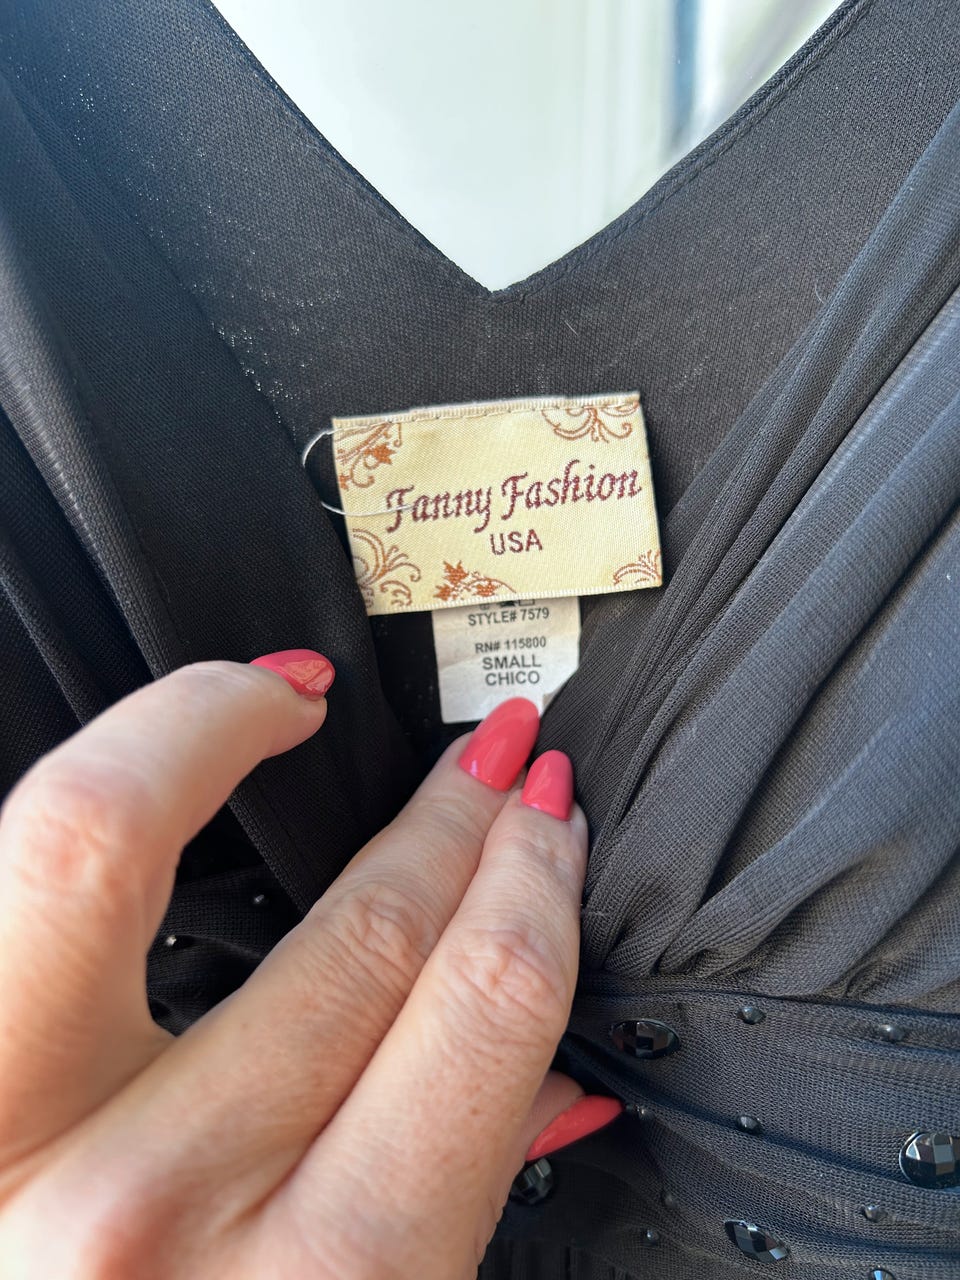 Fanny Fashion
USA
STYLE# 7579
RN# 115800
SMALL
CHICO